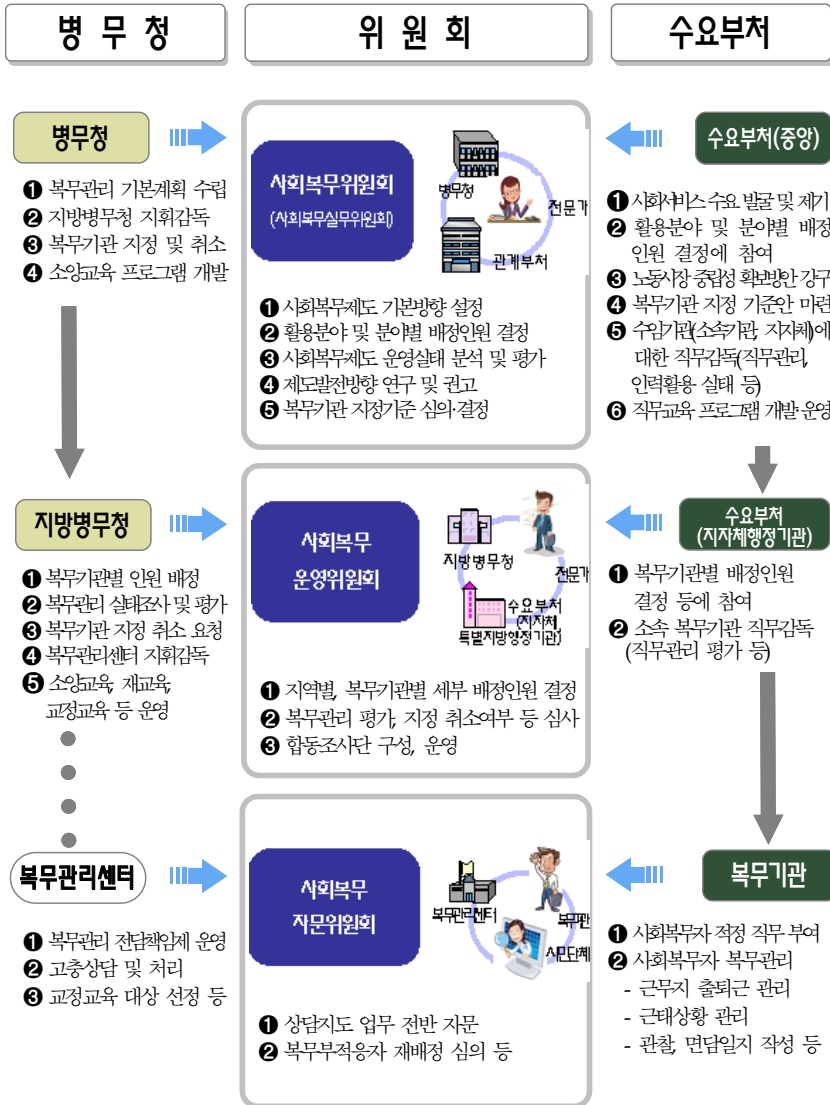 병 무 청
위 원 회
수요부처
병무청
❶ 복무관리 기본계획 수립
❷ 지방병무청 지휘감독
❸ 복무기관 지정 및 취소
❹ 소양교육 프로그램 개발
사회복무위원회
(사회복무실무위원회)
병무청
전문가
관계부처
❶ 사회복무제도 기본방향 설정
❷ 활용분야 및 분야별 배정인원 결정
❸ 사회복무제도 운영실태 분석 및 평가
❹ 제도발전방향 연구 및 권고
❺ 복무기관 지정기준 심의·결정
수요부처(중앙)
❶ 사회서비스 수요 발굴 및 제기
❷ 활용분야 및 분야별 배정
인원 결정에 참여
❸ 노동시장 중립성 확보방안 강구
❹ 복무기관 지정 기준안 마련
❺ 수임기관(소속기관, 지자체)에
대한 직무감독(직무관리,
인력활용 실태 등)
❻ 직무교육 프로그램 개발·운영
지방병무청
❶ 복무기관별 인원 배정
❷ 복무관리 실태조사 및 평가
❸ 복무기관 지정 취소 요청
❹ 복무관리센터 지휘감독
❺ 소양교육, 재교육,
교정교육 등 운영
사회복무
운영위원회
지방병무청
전문가
수요부처
(지자체,
특별지방행정기관)
❶ 지역별, 복무기관별 세부 배정인원 결정
❷ 복무관리 평가, 지정 취소여부 등 심사
❸ 합동조사단 구성, 운영
수요부처
(지자체행정기관)
❶ 복무기관별 배정인원
결정 등에 참여
❷ 소속 복무기관 직무감독
(직무관리 평가 등)
복무관리센터
❶ 복무관리 전담책임제 운영
❷ 고충상담 및 처리
❸ 교정교육 대상 선정 등
사회복무
자문위원회
복무관리센터
복무관
시민단체
❶ 상담지도 업무 전반 자문
❷ 복무부적응자 재배정 심의 등
복무기관
❶ 사회복무자 적정 직무 부여
❷ 사회복무자 복무관리
- 근무지 출퇴근 관리
- 근태상황 관리
- 관찰, 면담일지 작성 등